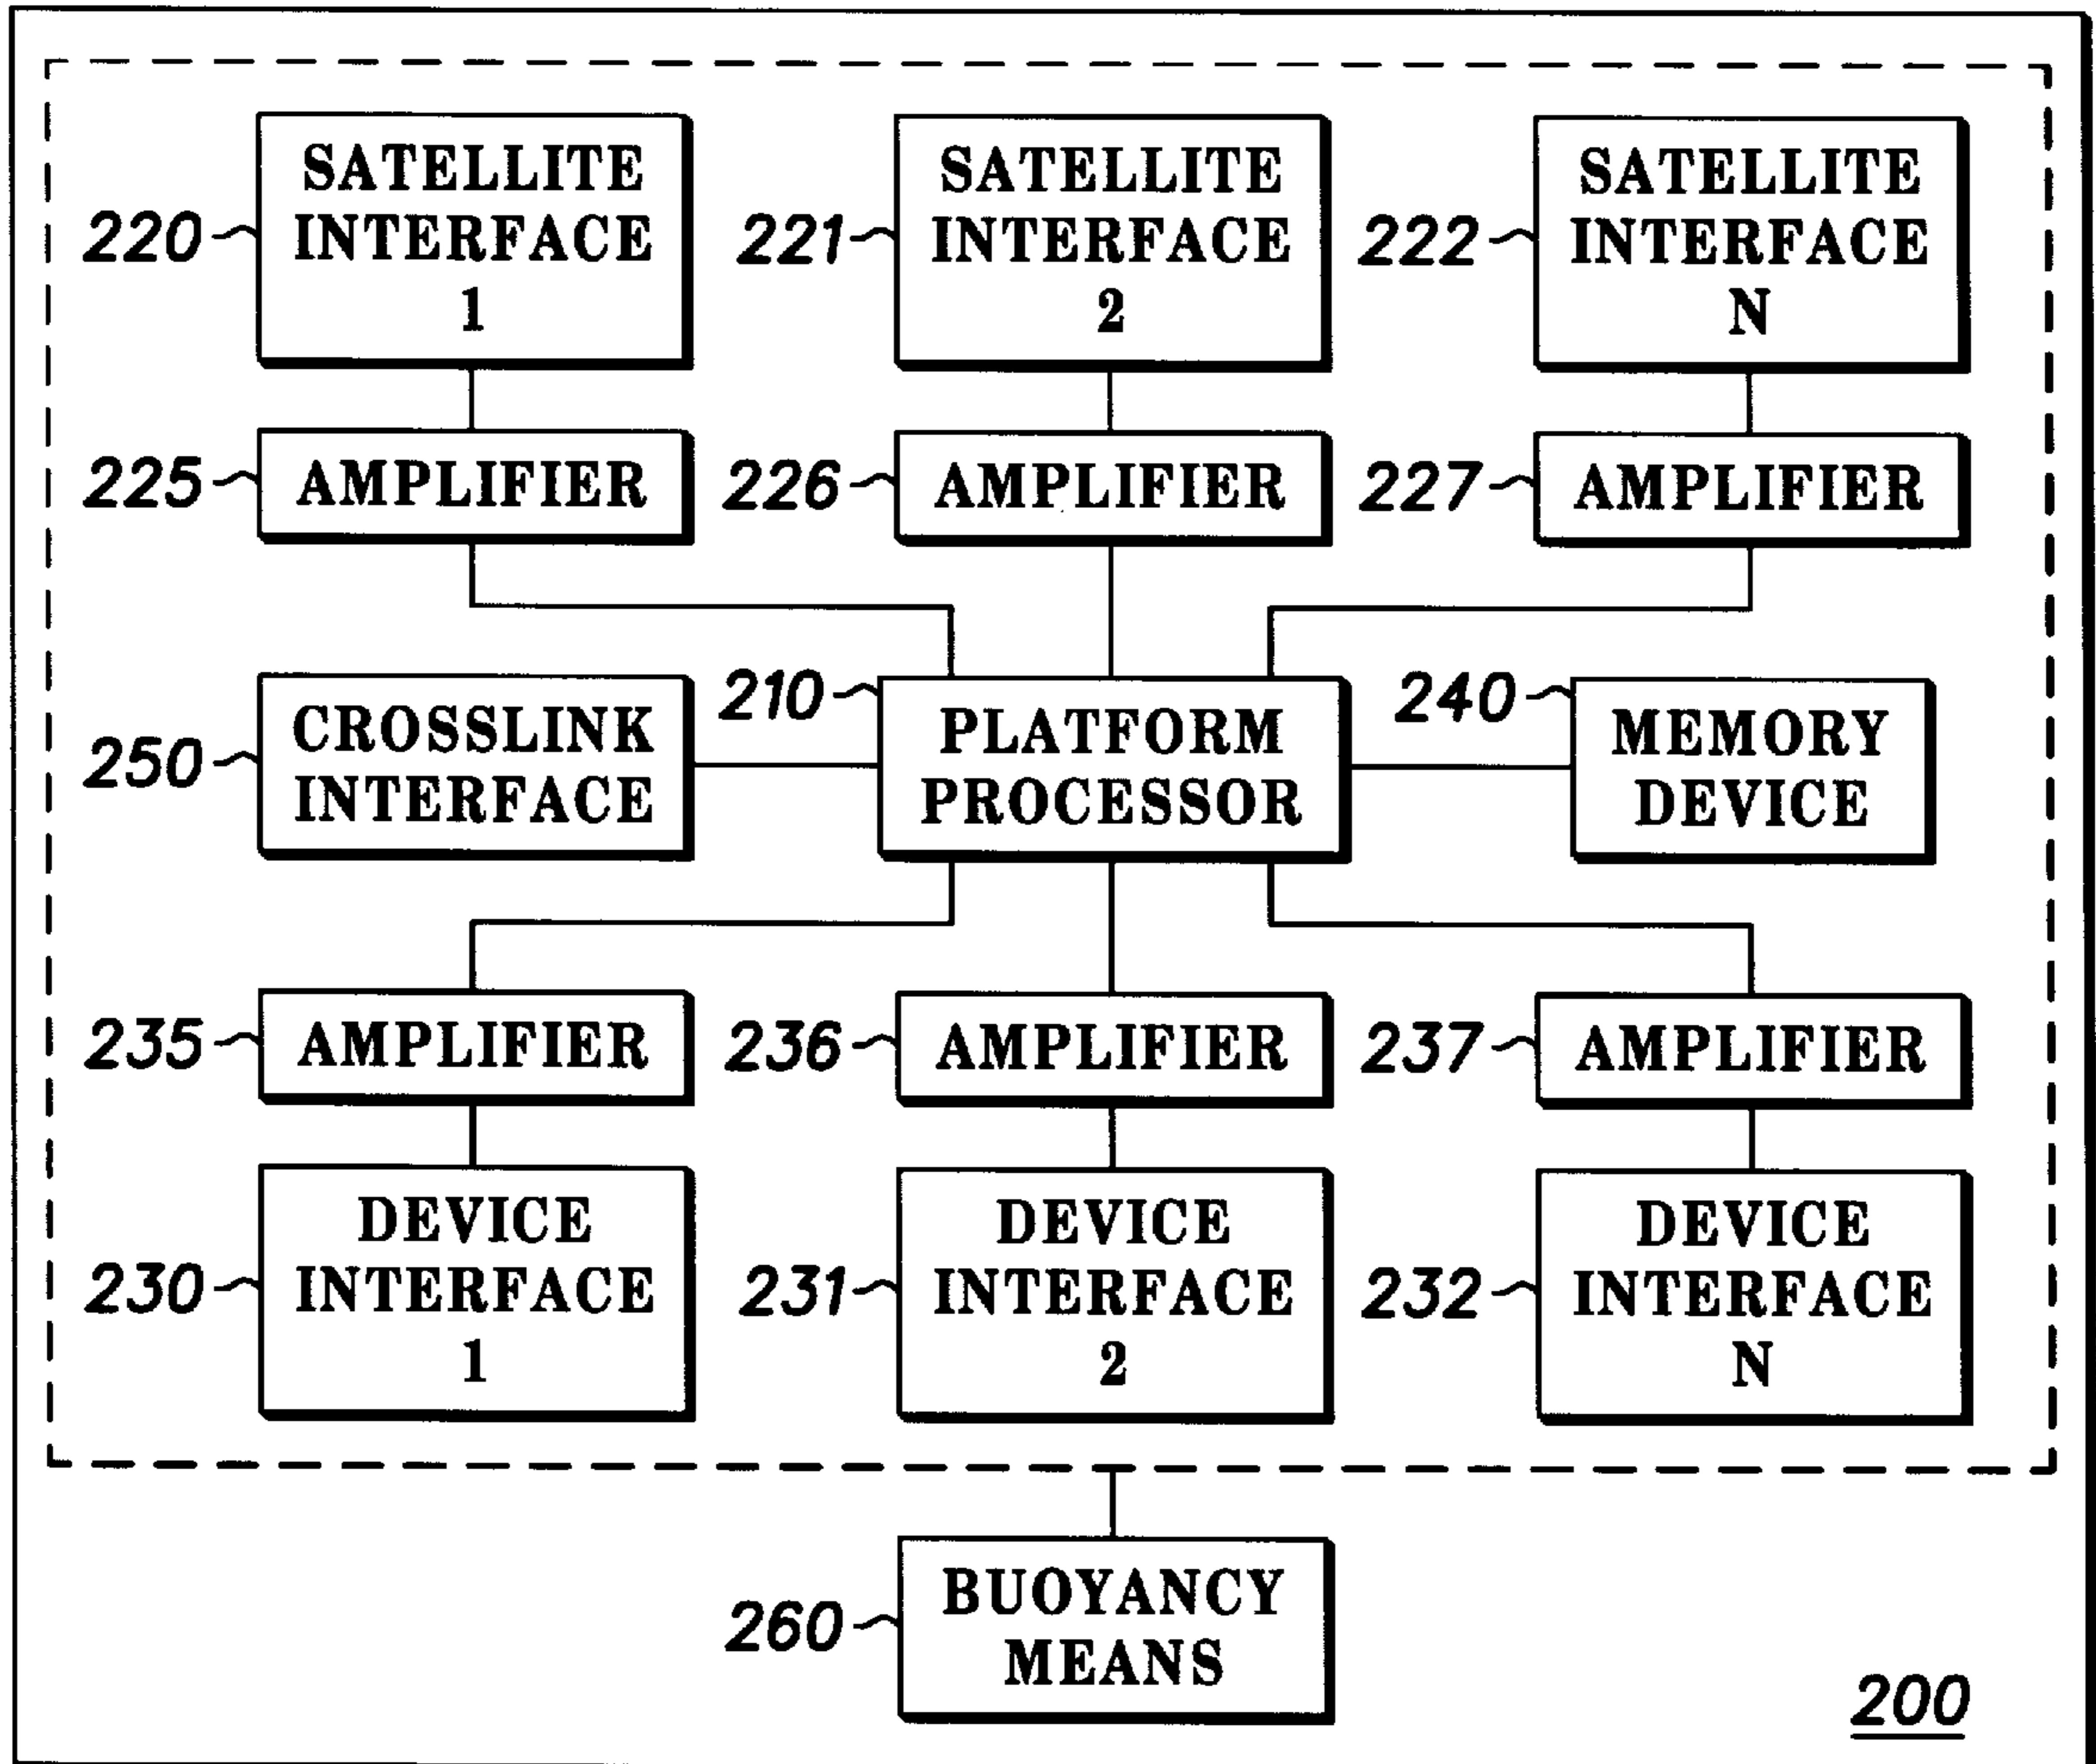 SATELLITE
INTERFACE
1
220
SATELLITE
INTERFACE
2
221
SATELLITE
INTERFACE
N
222
225
AMPLIFIER
226
AMPLIFIER
227
AMPLIFIER
250
CROSSLINK
INTERFACE
210
PLATFORM
PROCESSOR
240
MEMORY
DEVICE
235
AMPLIFIER
236
AMPLIFIER
237
AMPLIFIER
230
DEVICE
INTERFACE
1
231
DEVICE
INTERFACE
2
232
DEVICE
INTERFACE
N
260
BUOYANCY
MEANS
200